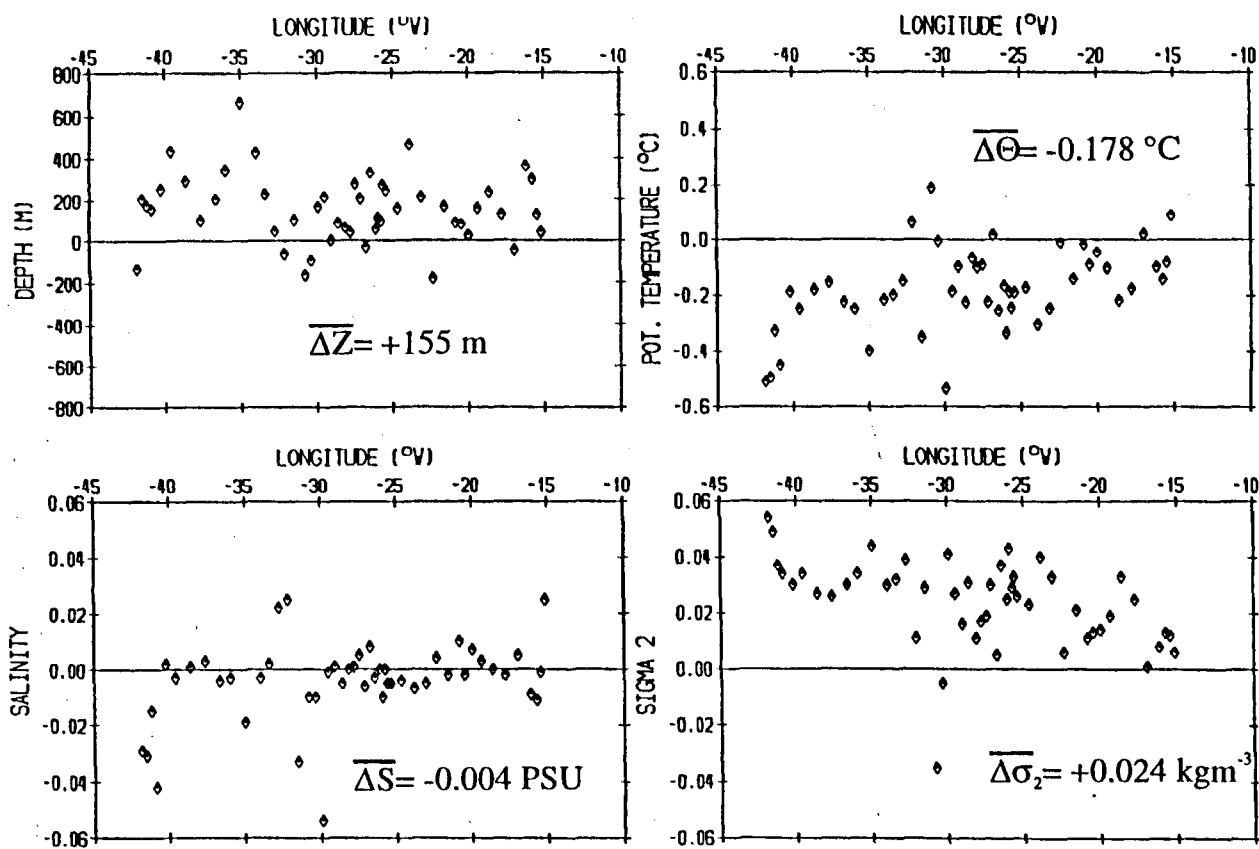 LONGITUDE (°W)
-45 -40 -35 -30 -25 -20 -15 -10
800
600
400
200
0
-200
-400
-600
-800
DEPTH (M)
ΔZ= +155 m
LONGITUDE (°W)
-45 -40 -35 -30 -25 -20 -15 -10
0.6
0.4
0.2
0.0
-0.2
-0.4
-0.6
POT. TEMPERATURE (°C)
ΔΘ= -0.178 °C
LONGITUDE (°W)
-45 -40 -35 -30 -25 -20 -15 -10
0.06
0.04
0.02
0.00
-0.02
-0.04
-0.06
SALINITY
ΔS= -0.004 PSU
LONGITUDE (°W)
-45 -40 -35 -30 -25 -20 -15 -10
0.06
0.04
0.02
0.00
-0.02
-0.04
-0.06
SIGMA 2
Δσ₂= +0.024 kgm⁻³